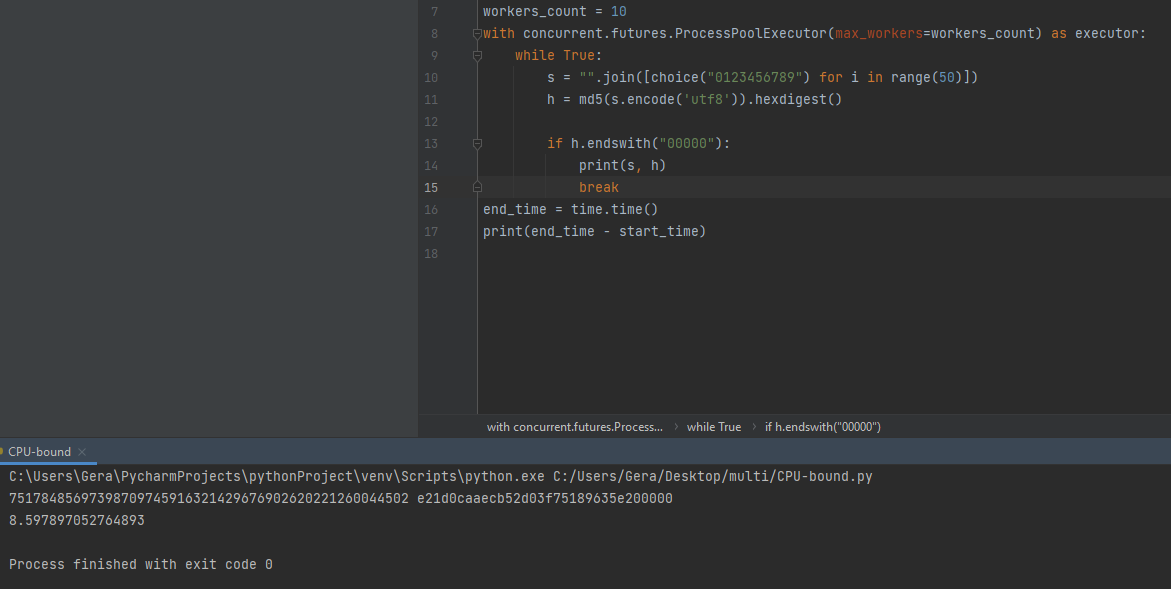 7 workers_count = 10
8 with concurrent.futures.ProcessPoolExecutor(max_workers=workers_count) as executor:
9 while True:
10 s = "".join([choice("0123456789") for i in range(50)])
11 h = md5(s.encode('utf8')).hexdigest()
12
13 if h.endswith("00000"):
14 print(s, h)
15 break
16 end_time = time.time()
17 print(end_time - start_time)
18
with concurrent.futures.Process... › while True › if h.endswith("00000")
CPU-bound ×
C:\Users\Gera\PycharmProjects\pythonProject\venv\Scripts\python.exe C:/Users/Gera/Desktop/multi/CPU-bound.py
75178485697398709745916321429676902620221260044502 e21d0caaecb52d03f75189635e200000
8.597897052764893
Process finished with exit code 0